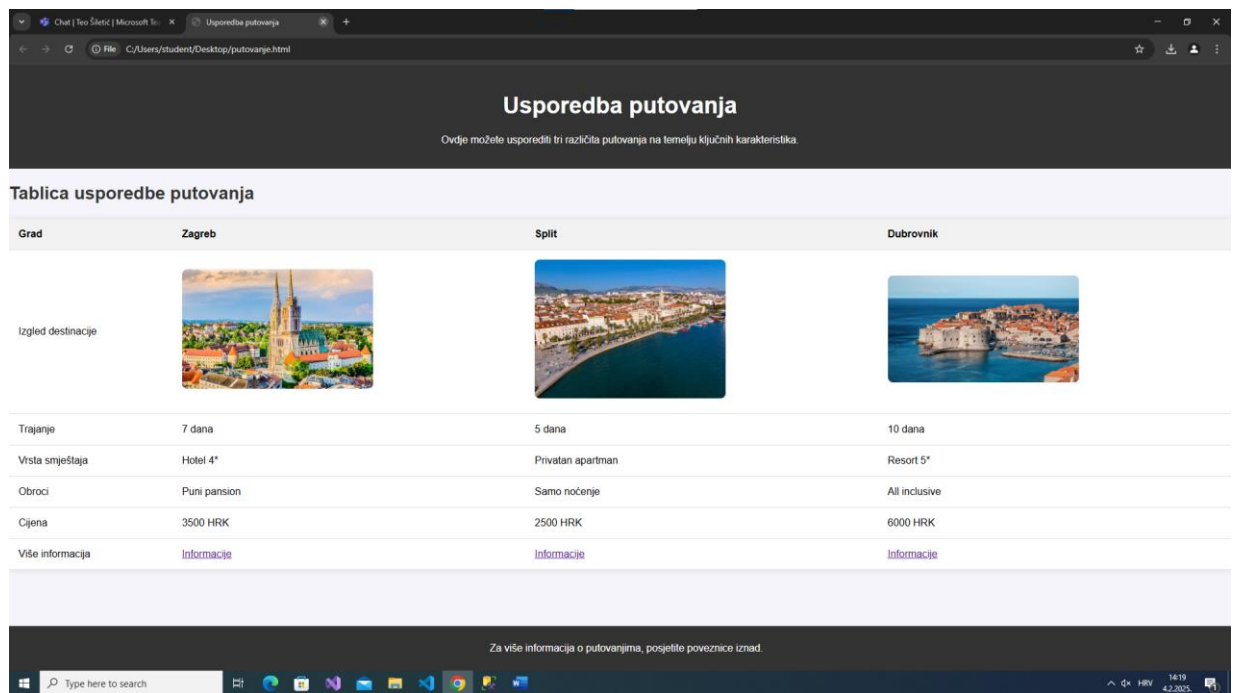 Chat | Teo Šiletić | Microsoft Te
Usporedba putovanja
File C:/Users/student/Desktop/putovanje.html
Usporedba putovanja
Ovdje možete usporediti tri različita putovanja na temelju ključnih karakteristika.
Tablica usporedbe putovanja
Grad Zagreb Split Dubrovnik
Izgled destinacije
Trajanje 7 dana 5 dana 10 dana
Vrsta smještaja Hotel 4* Privatan apartman Resort 5*
Obroci Puni pansion Samo noćenje All inclusive
Cijena 3500 HRK 2500 HRK 6000 HRK
Više informacija Informacije Informacije Informacije
Za više informacija o putovanjima, posjetite poveznice iznad.
Type here to search
HRV
14:19
4.2.2025.